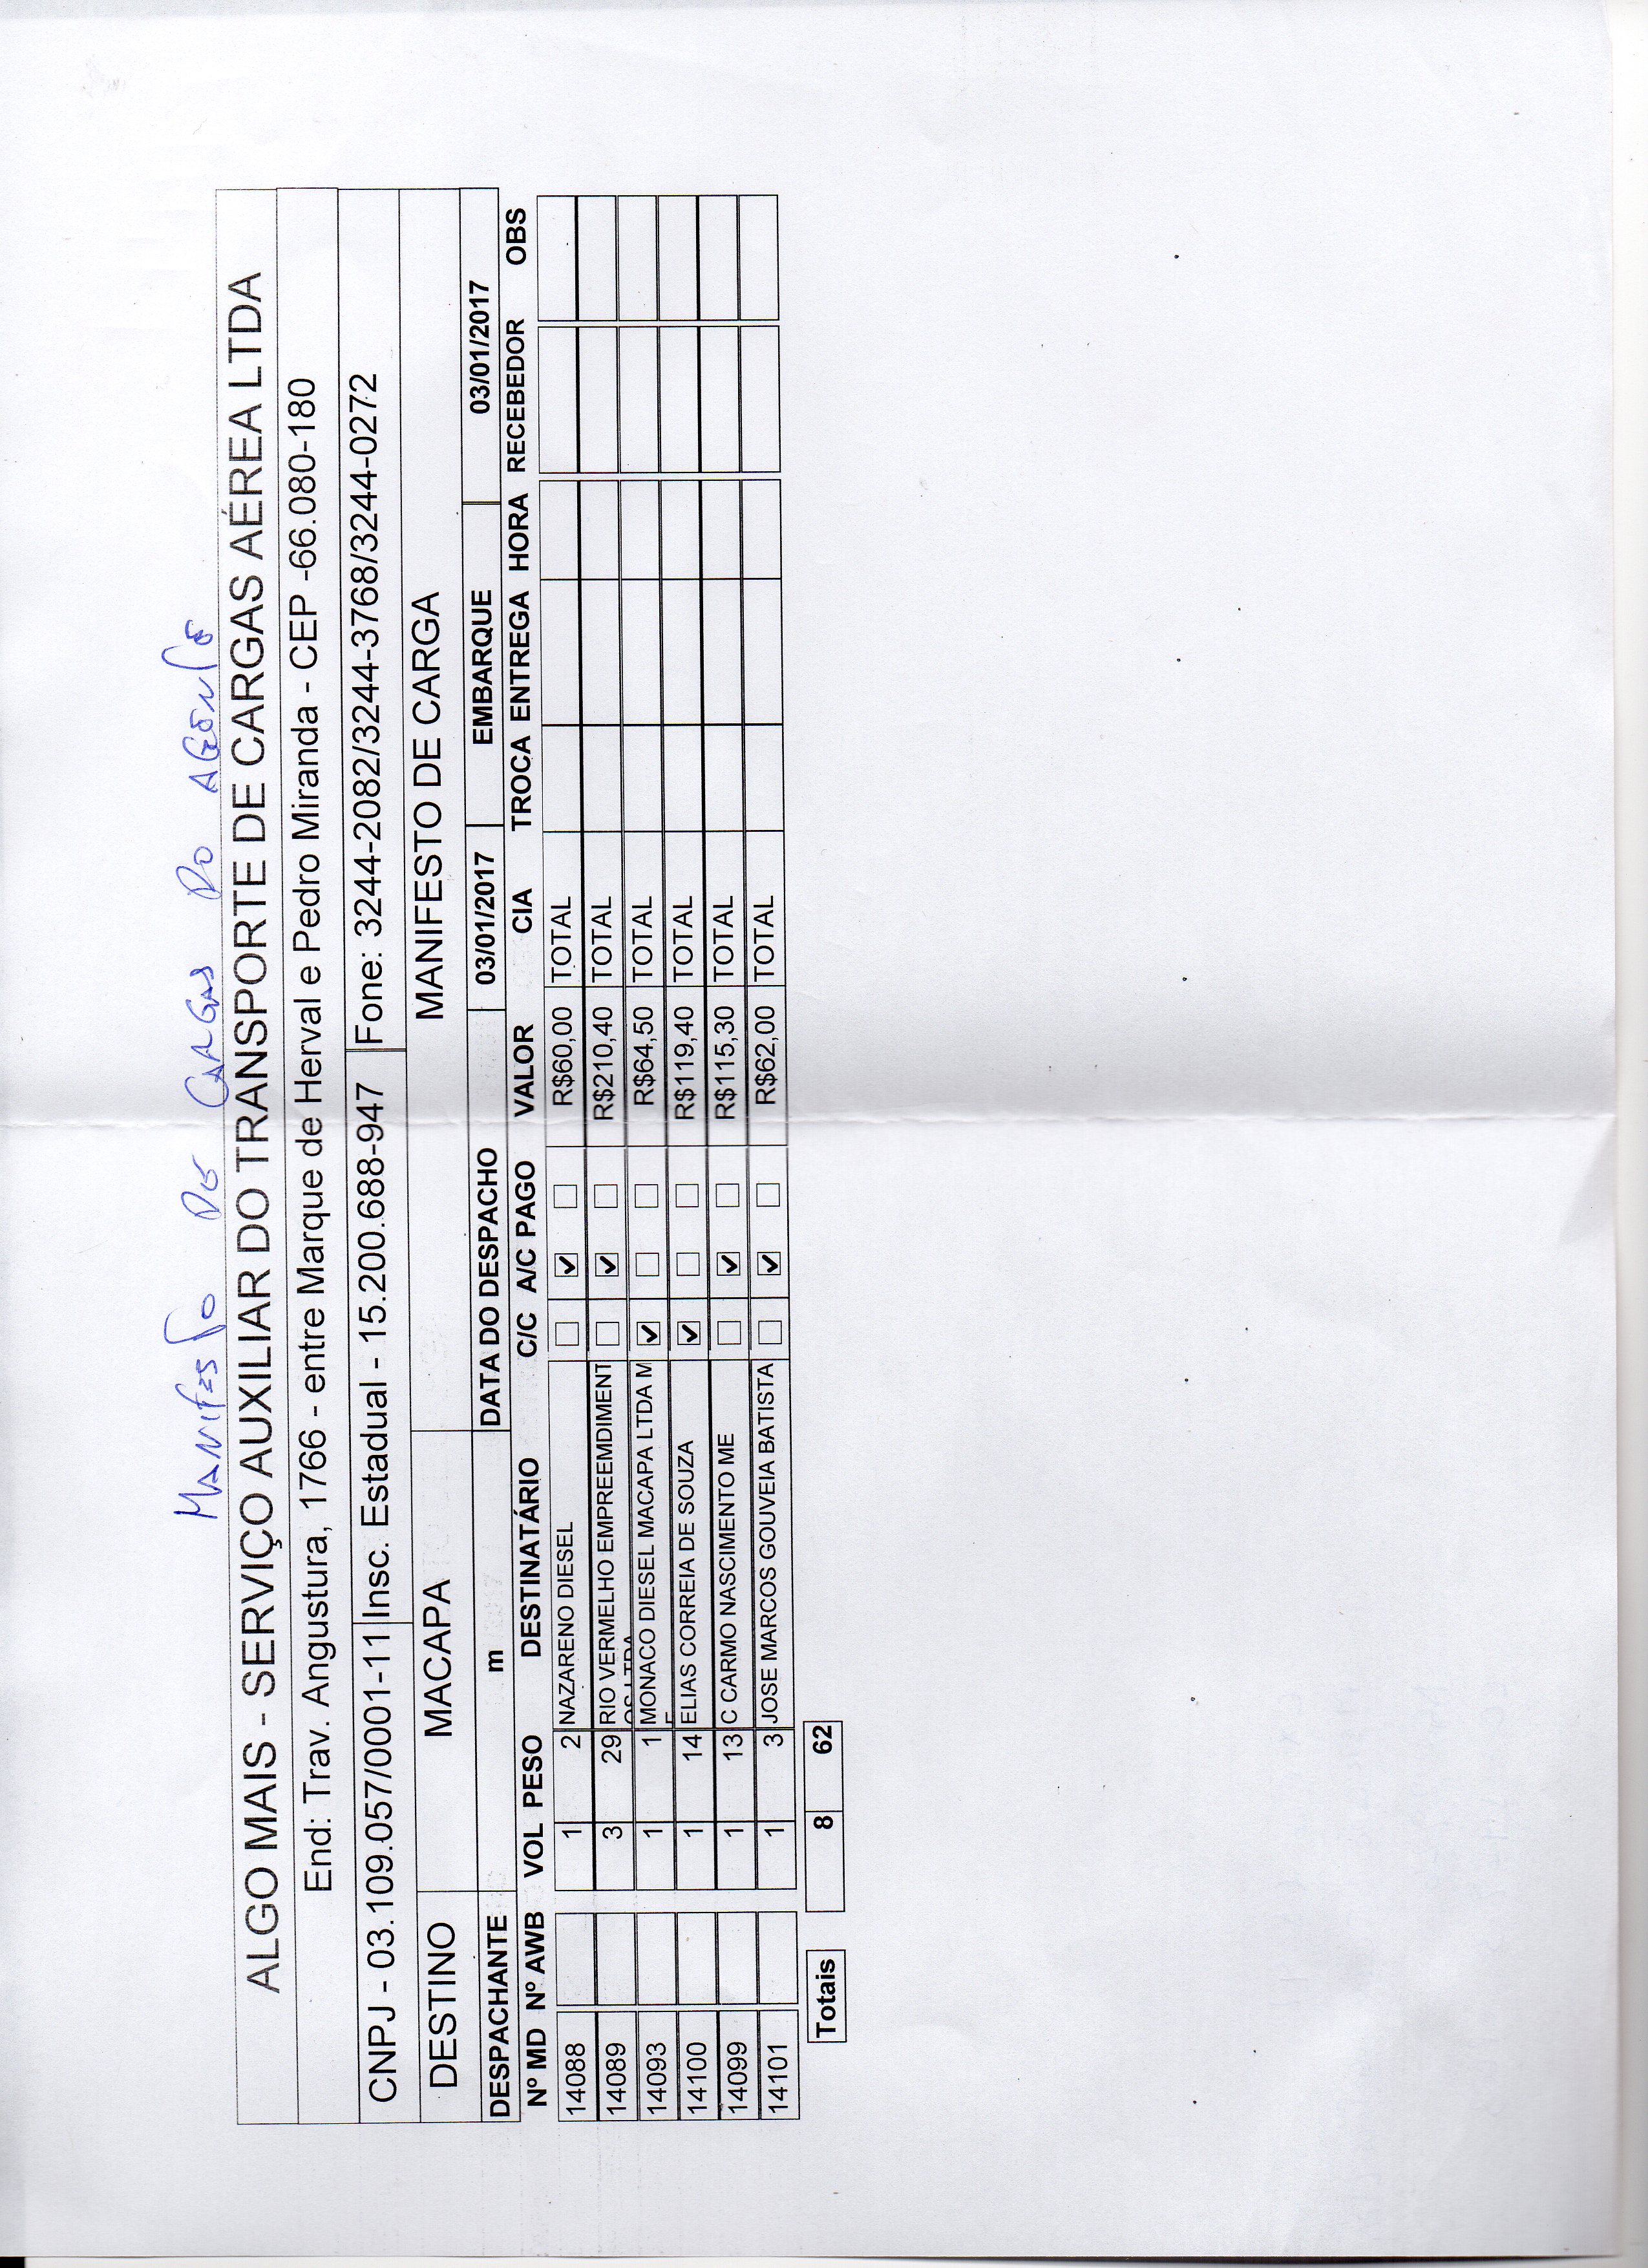 MANIFESTO DE CARGAS DO AGENTE
ALGO MAIS - SERVIÇO AUXILIAR DO TRANSPORTE DE CARGAS AÉREA LTDA
End: Trav. Angustura, 1766 - entre Marque de Herval e Pedro Miranda - CEP -66.080-180
CNPJ - 03.109.057/0001-11 Insc. Estadual - 15.200.688-947 Fone: 3244-2082/3244-3768/3244-0272
DESTINO MACAPA MANIFESTO DE CARGA
DESPACHANTE m DATA DO DESPACHO 03/01/2017 EMBARQUE 03/01/2017
Nº MD Nº AWB VOL PESO DESTINATÁRIO C/C A/C PAGO VALOR CIA TROCA ENTREGA HORA RECEBEDOR OBS
14088 1 2 NAZARENO DIESEL R$60,00 TOTAL
14089 3 29 RIO VERMELHO EMPREEMDIMENT R$210,40 TOTAL
OS LTDA
14093 1 1 MONACO DIESEL MACAPA LTDA M R$64,50 TOTAL
E
14100 1 14 ELIAS CORREIA DE SOUZA R$119,40 TOTAL
14099 1 13 C CARMO NASCIMENTO ME R$115,30 TOTAL
14101 1 3 JOSE MARCOS GOUVEIA BATISTA R$62,00 TOTAL
Totais 8 62